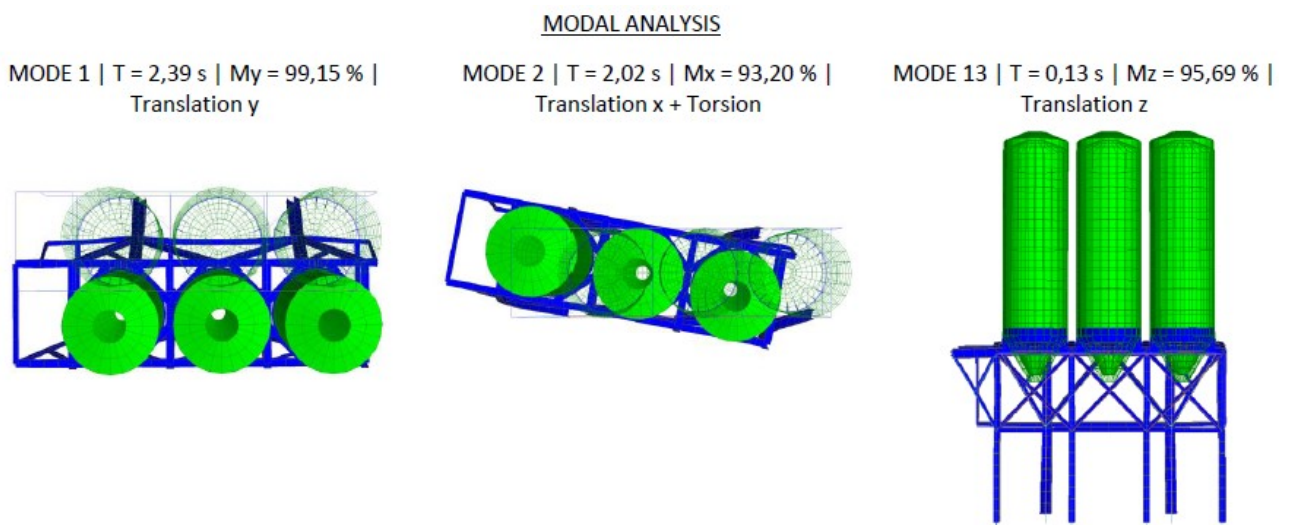 MODAL ANALYSIS
MODE 1 | T = 2,39 s | My = 99,15 % |
Translation y
MODE 2 | T = 2,02 s | Mx = 93,20 % |
Translation x + Torsion
MODE 13 | T = 0,13 s | Mz = 95,69 % |
Translation z